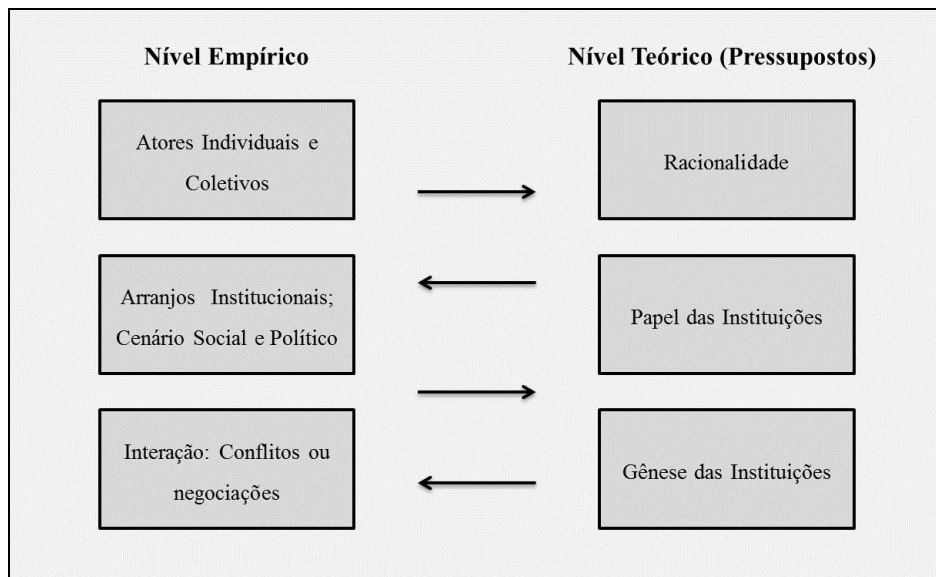 Nível Empírico
Nível Teórico (Pressupostos)
Atores Individuais e
Coletivos
Racionalidade
Arranjos Institucionais;
Cenário Social e Político
Papel das Instituições
Interação: Conflitos ou
negociações
Gênese das Instituições